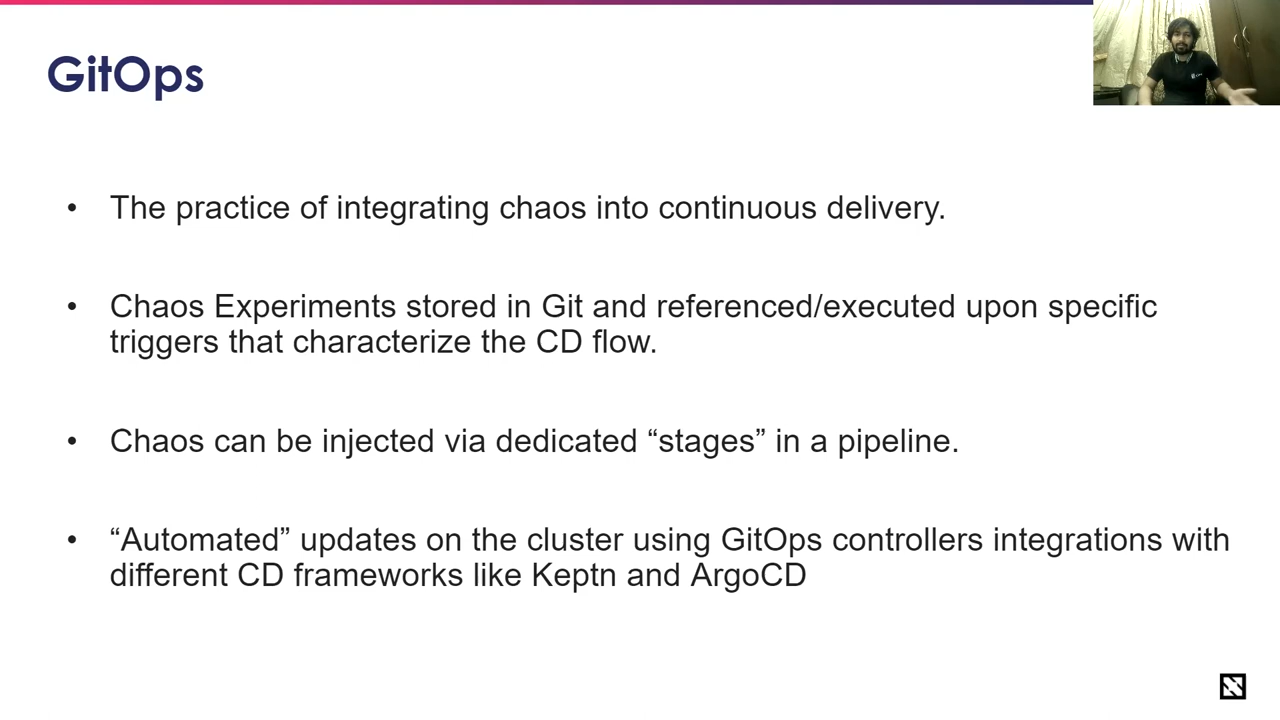 GitOps
• The practice of integrating chaos into continuous delivery.
• Chaos Experiments stored in Git and referenced/executed upon specific
triggers that characterize the CD flow.
• Chaos can be injected via dedicated “stages” in a pipeline.
• “Automated” updates on the cluster using GitOps controllers integrations with
different CD frameworks like Keptn and ArgoCD